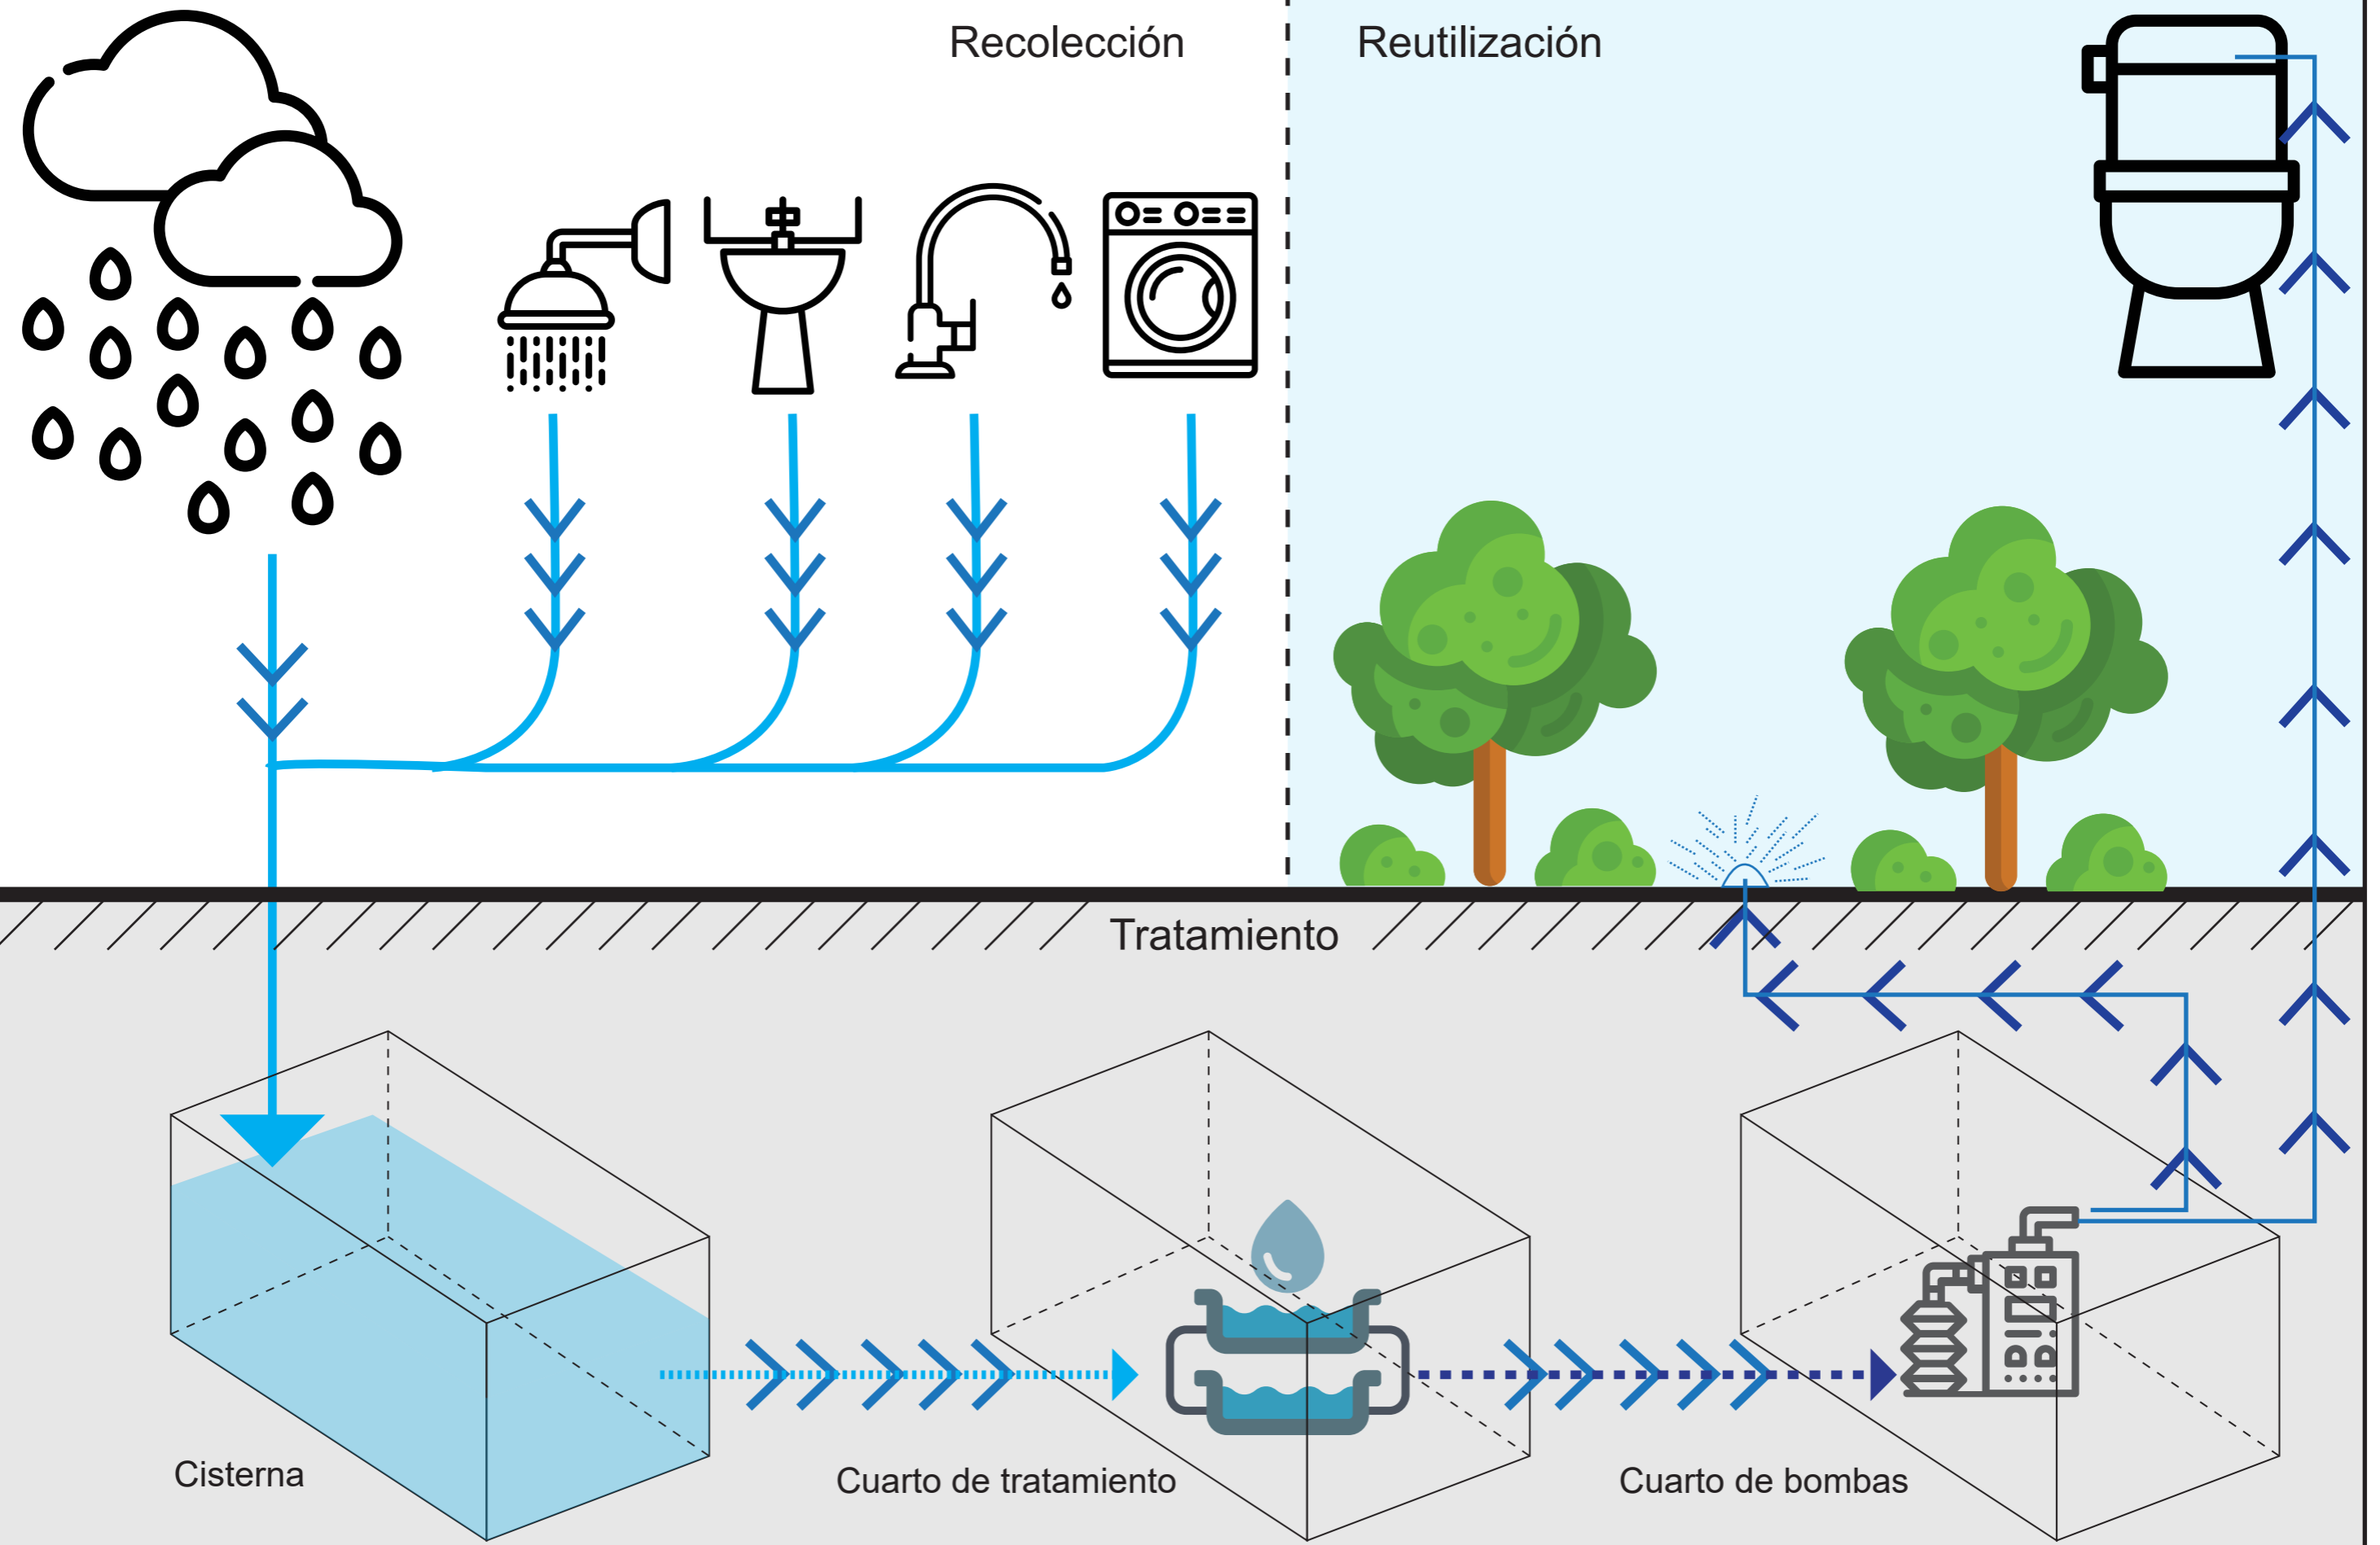 Recolección
Reutilización
Tratamiento
Cisterna
Cuarto de tratamiento
Cuarto de bombas